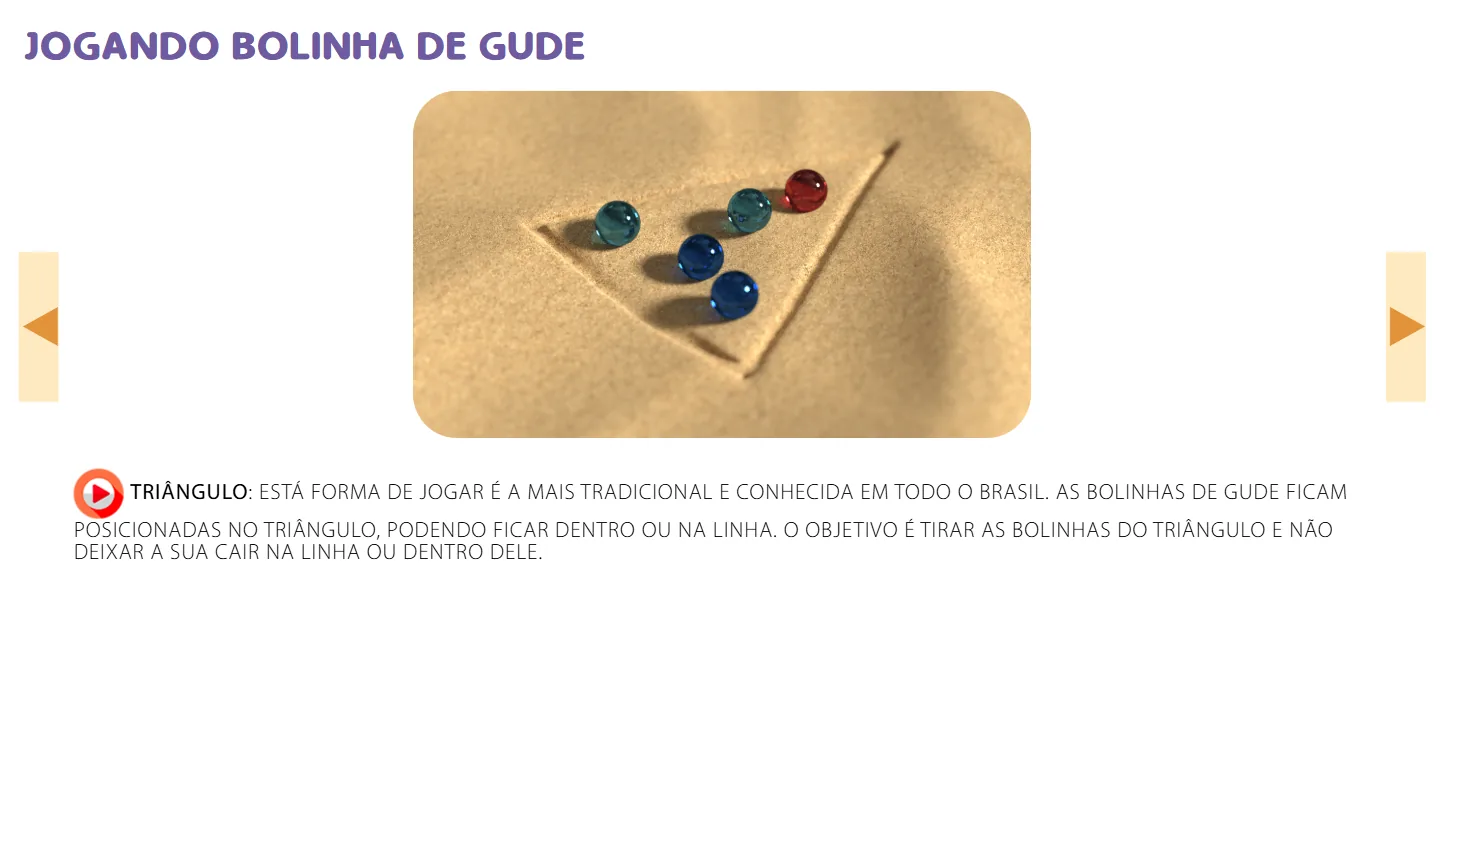 JOGANDO BOLINHA DE GUDE
TRIÂNGULO: ESTÁ FORMA DE JOGAR É A MAIS TRADICIONAL E CONHECIDA EM TODO O BRASIL. AS BOLINHAS DE GUDE FICAM
POSICIONADAS NO TRIÂNGULO, PODENDO FICAR DENTRO OU NA LINHA. O OBJETIVO É TIRAR AS BOLINHAS DO TRIÂNGULO E NÃO
DEIXAR A SUA CAIR NA LINHA OU DENTRO DELE.